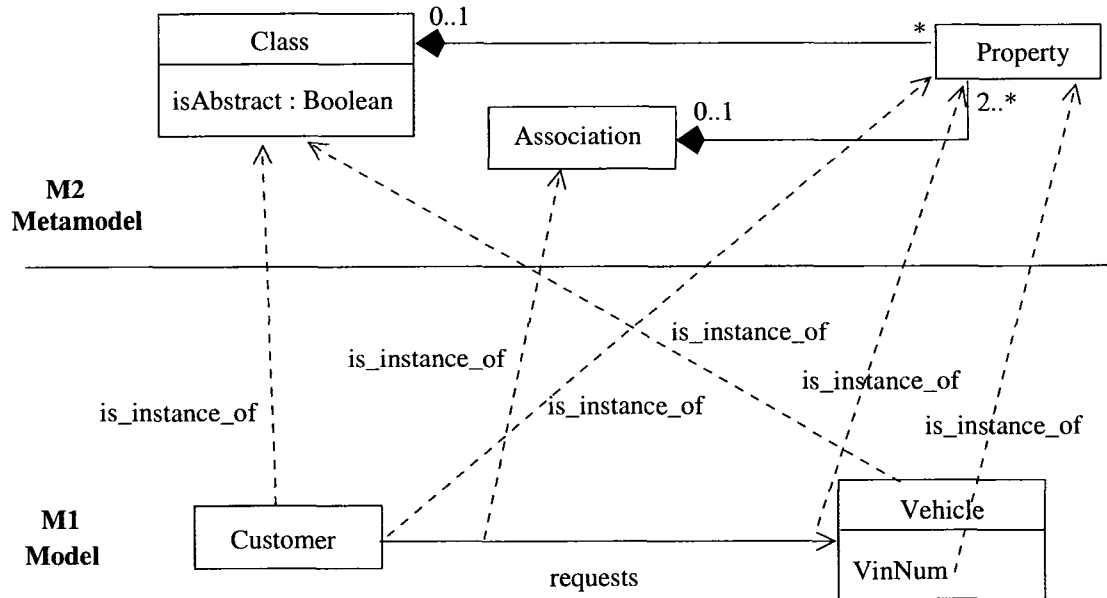 0..1
*
Class
Property
isAbstract : Boolean
0..1
2..*
Association
M2
Metamodel
is_instance_of
is_instance_of
is_instance_of
is_instance_of
is_instance_of
is_instance_of
M1
Model
Customer
Vehicle
VinNum
requests